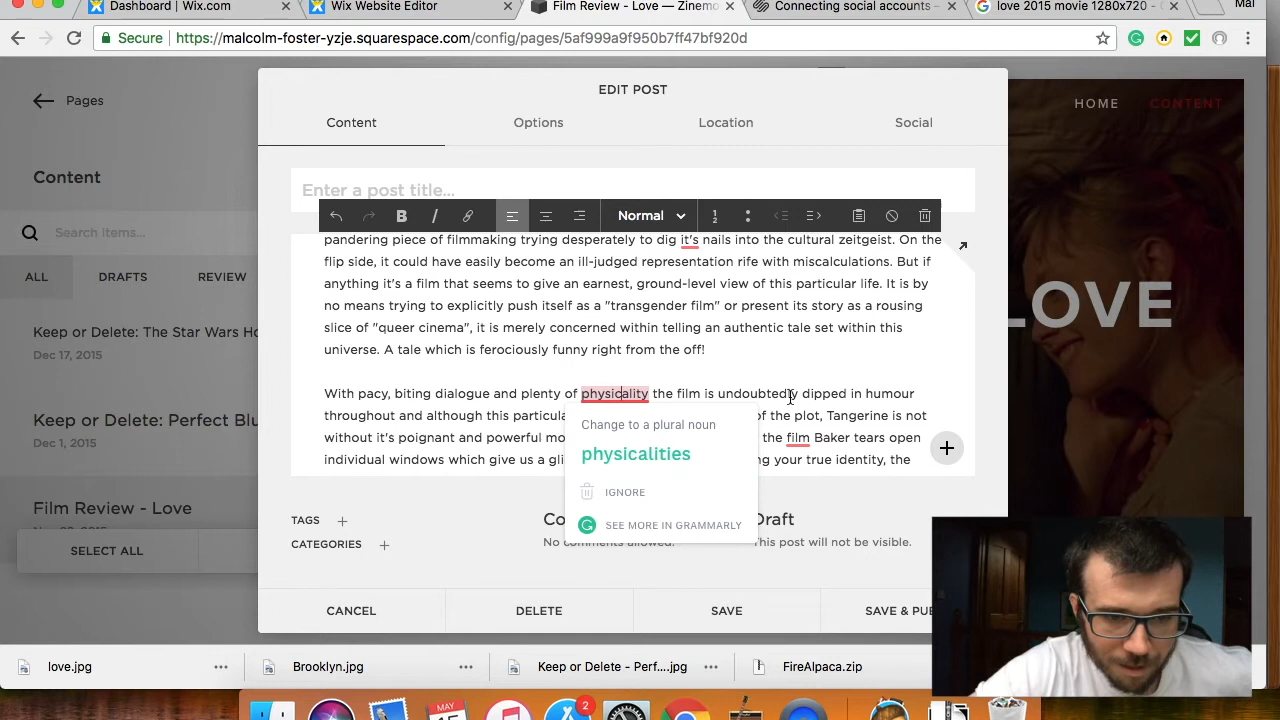 Dashboard | Wix.com
Wix Website Editor
Film Review - Love — Zinemo
Connecting social accounts –
love 2015 movie 1280x720 -
Mal
Secure
https://malcolm-foster-yzje.squarespace.com/config/pages/5af999a9f950b7ff47bf920d
Pages
EDIT POST
HOME
CONTENT
Content
Options
Location
Social
Content
Enter a post title...
Normal
Search items...
ALL
DRAFTS
REVIEW
pandering piece of filmmaking trying desperately to dig it's nails into the cultural zeitgeist. On the
flip side, it could have easily become an ill-judged representation rife with miscalculations. But if
anything it's a film that seems to give an earnest, ground-level view of this particular life. It is by
no means trying to explicitly push itself as a "transgender film" or present its story as a rousing
slice of "queer cinema", it is merely concerned within telling an authentic tale set within this
universe. A tale which is ferociously funny right from the off!
LOVE
Keep or Delete: The Star Wars Ho
Dec 17, 2015
With pacy, biting dialogue and plenty of physicality the film is undoubtedly dipped in humour
throughout and although this particula of the plot, Tangerine is not
without it's poignant and powerful mo the film Baker tears open
individual windows which give us a gli ng your true identity, the
Keep or Delete: Perfect Blu
Nov 30, 2015
Change to a plural noun
physicalities
IGNORE
SEE MORE IN GRAMMARLY
Film Review - Love
SELECT ALL
TAGS
CATEGORIES
Co
No comments allowed.
Draft
This post will not be visible.
CANCEL
DELETE
SAVE
SAVE & PU
love.jpg
Brooklyn.jpg
Keep or Delete - Perf....jpg
FireAlpaca.zip
MAY
2